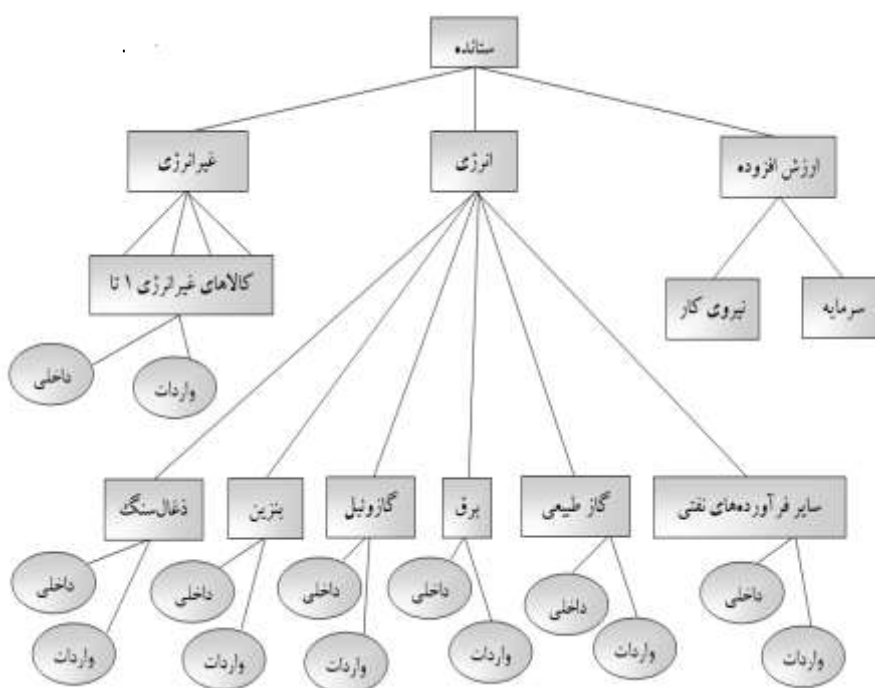 ستانده
ارزش افزوده
انرژی
غیرانرژی
سرمایه
نیروی کار
کالاهای غیرانرژی ۱ تا
داخلی
واردات
سایر فرآورده‌های نفتی
گاز طبیعی
برق
گازوئیل
بنزین
ذغال‌سنگ
داخلی
واردات
داخلی
واردات
داخلی
واردات
داخلی
واردات
داخلی
واردات
داخلی
واردات